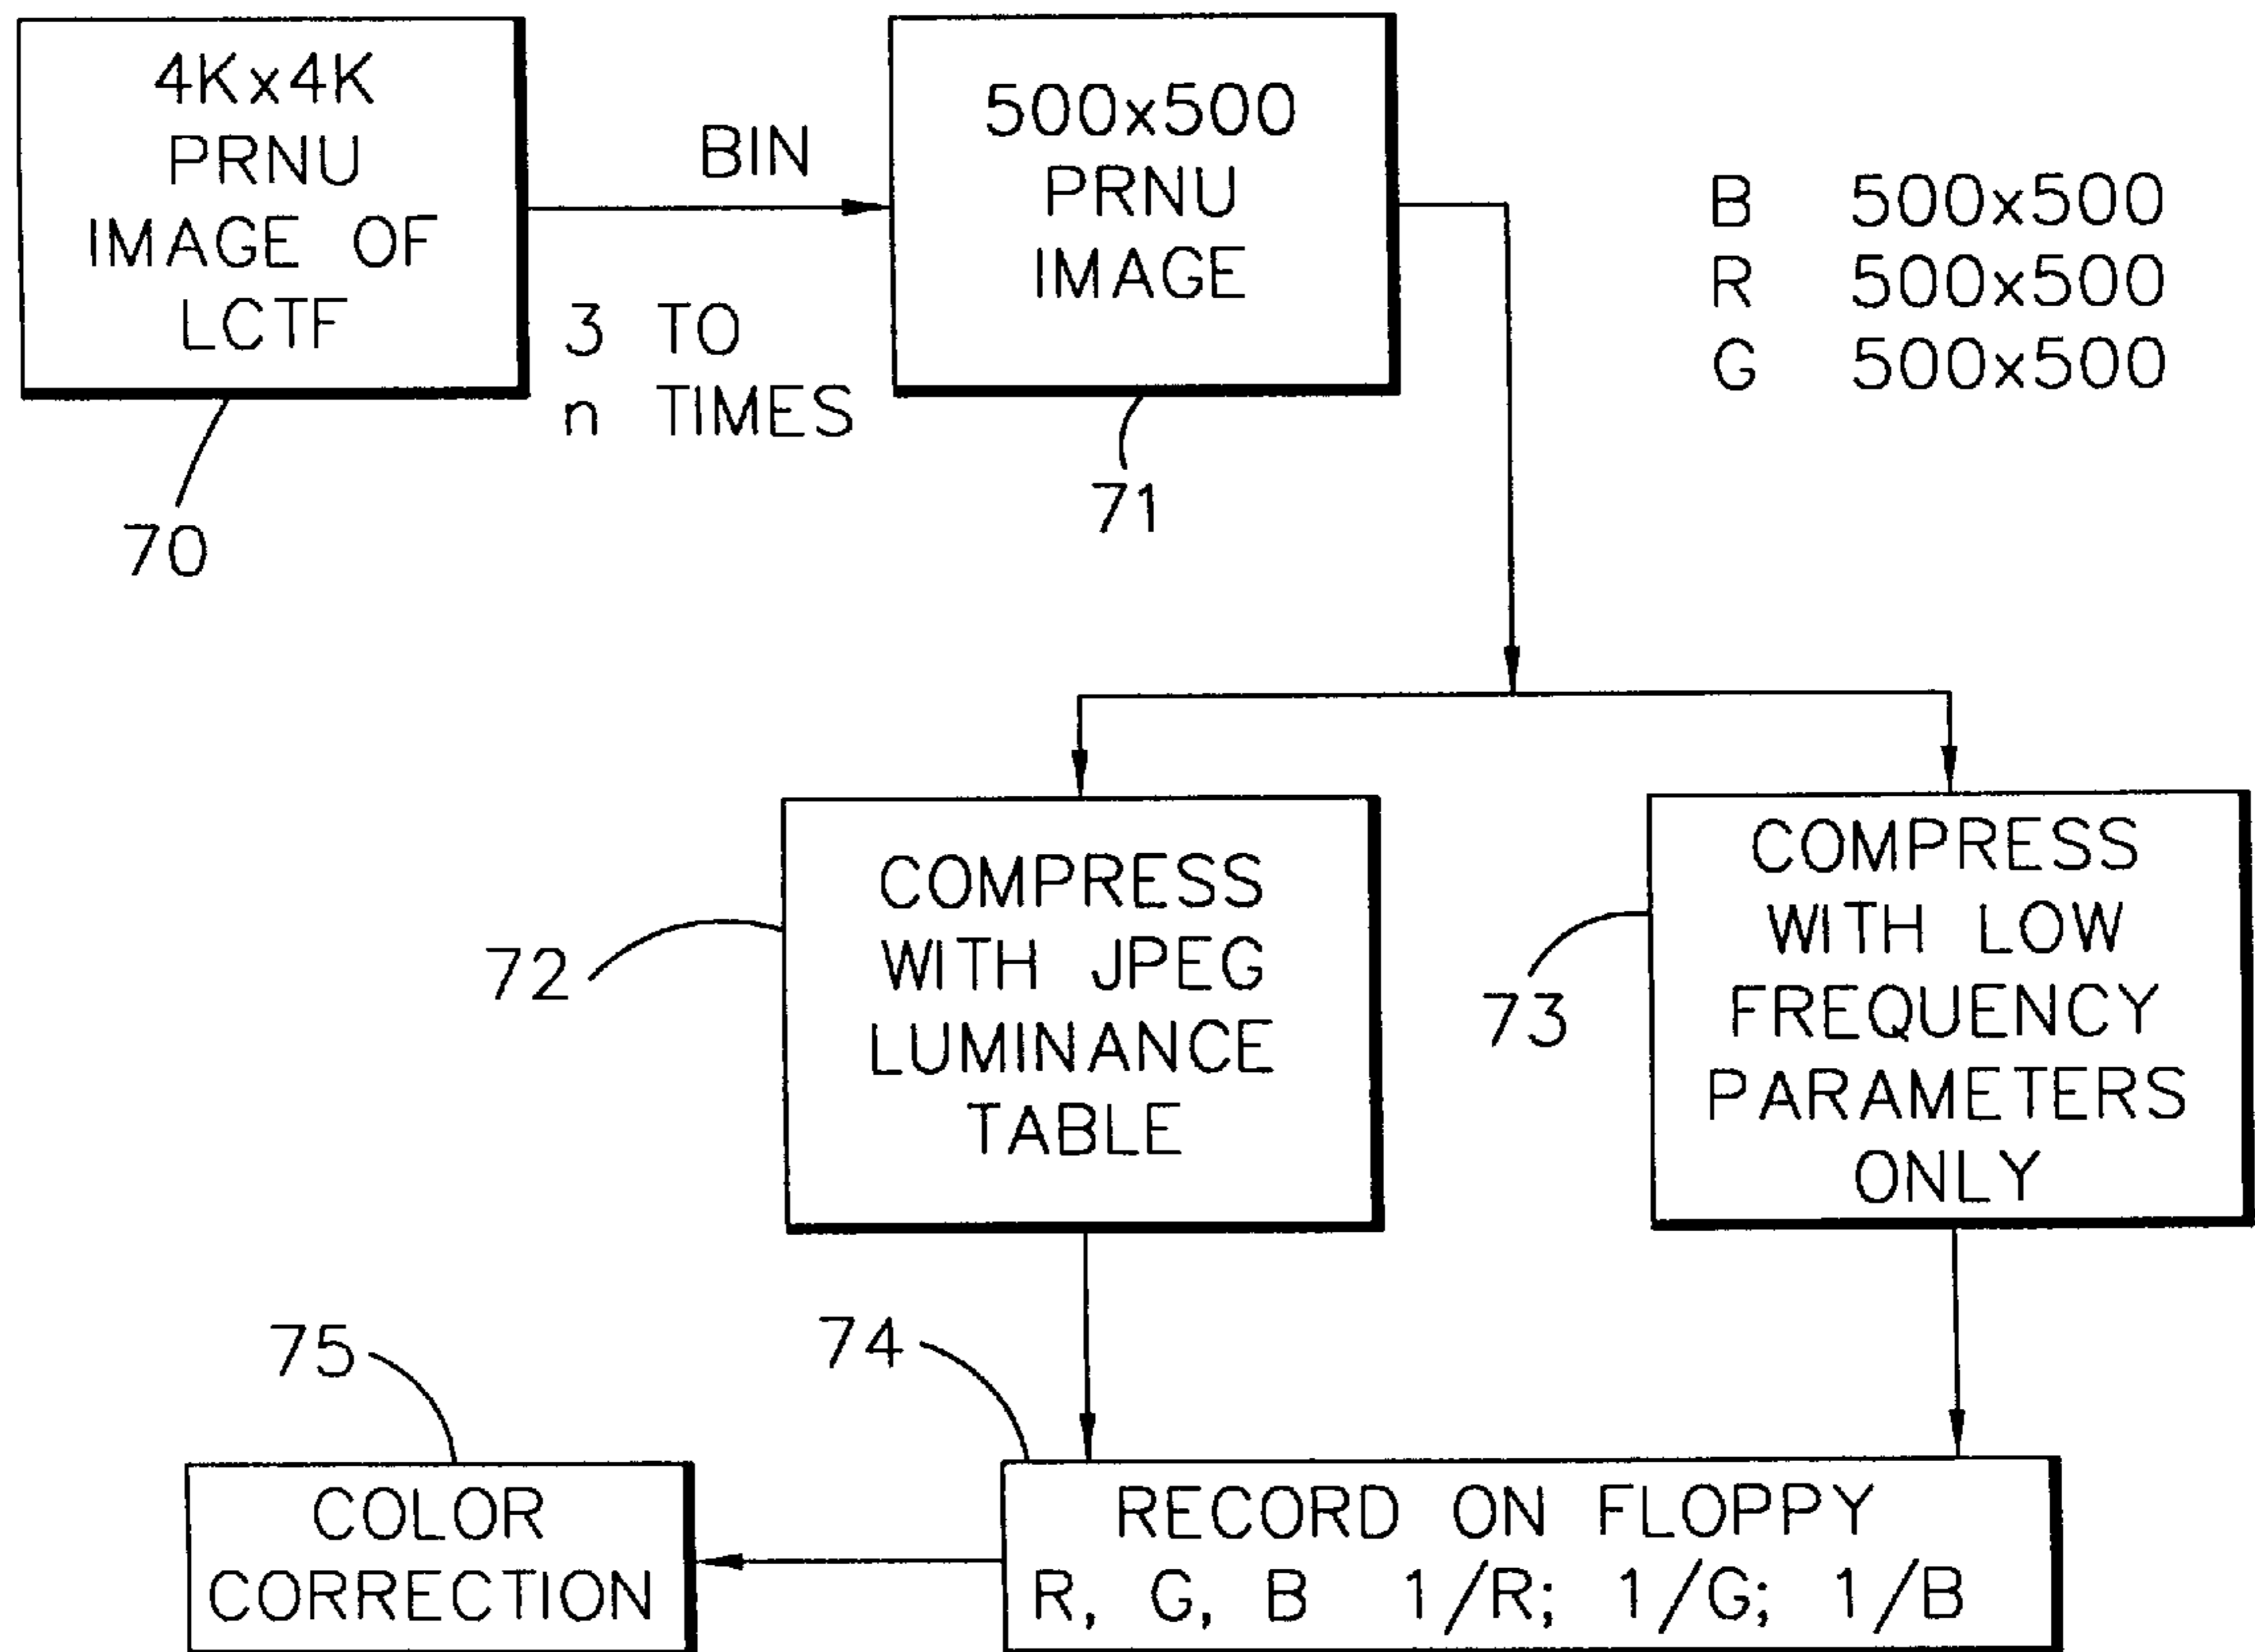 4Kx4K
PRNU
IMAGE OF
LCTF
BIN
3 TO
n TIMES
500x500
PRNU
IMAGE
B 500x500
R 500x500
G 500x500
70
71
COMPRESS
WITH JPEG
LUMINANCE
TABLE
72
COMPRESS
WITH LOW
FREQUENCY
PARAMETERS
ONLY
73
75
74
COLOR
CORRECTION
RECORD ON FLOPPY
R, G, B 1/R; 1/G; 1/B